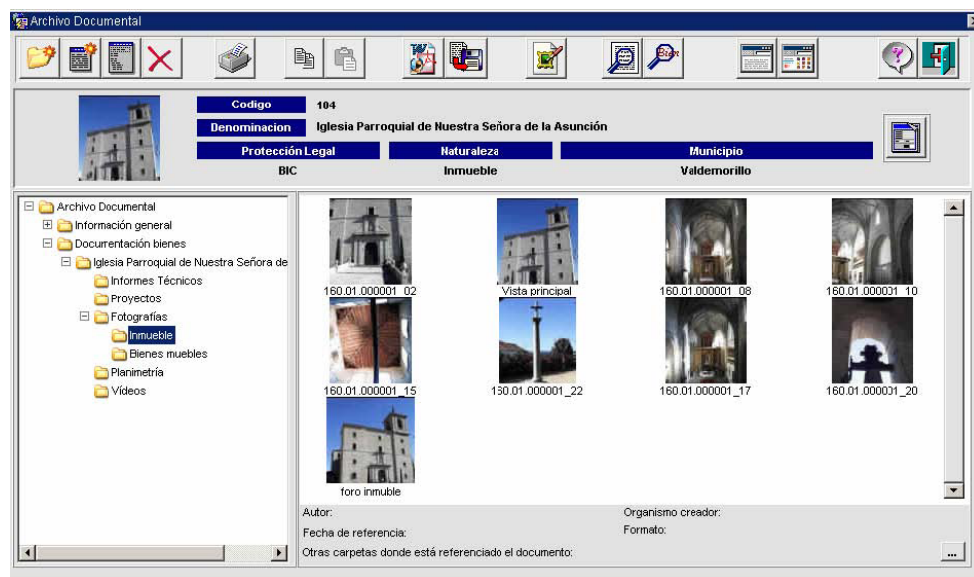 Archivo Documental
Bien
Codigo 104
Denominacion Iglesia Parroquial de Nuestra Señora de la Asunción
Protección Legal Naturaleza Municipio
BIC Inmueble Valdemorillo
Archivo Documental
Información general
Documentación bienes
Iglesia Parroquial de Nuestra Señora de
Informes Técnicos
Proyectos
Fotografías
Inmueble
Bienes muebles
Planimetría
Vídeos
160.01.000001_02 Vista principal 160.01.000001_08 160.01.000001_10
160.01.000001_15 160.01.000001_22 160.01.000001_17 160.01.000001_20
foro inmuble
Autor: Organismo creador:
Fecha de referencia: Formato:
Otras carpetas donde está referenciado el documento: ...